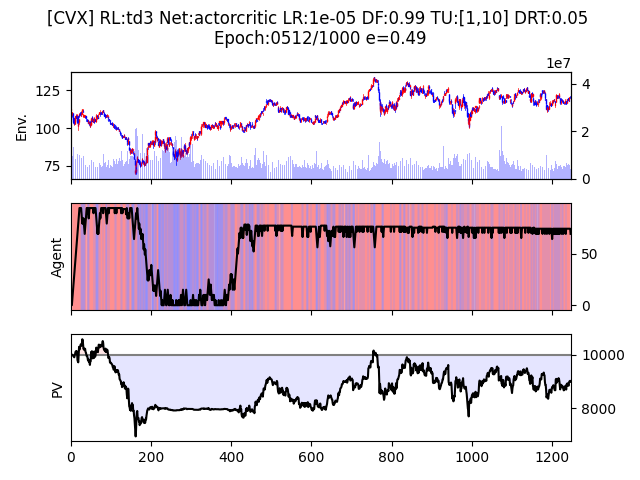 [CVX] RL:td3 Net:actorcritic LR:1e-05 DF:0.99 TU:[1,10] DRT:0.05
Epoch:0512/1000 e=0.49
1e7
Env.
125
100
75
4
2
0
Agent
50
0
PV
10000
8000
0
200
400
600
800
1000
1200